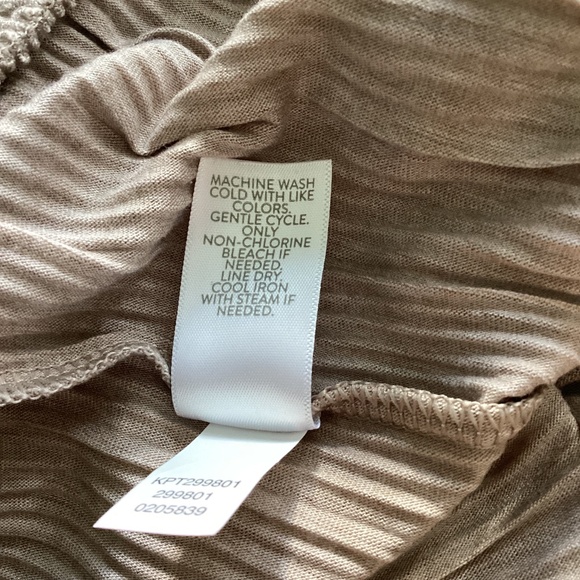 MACHINE WASH
COLD WITH LIKE
COLORS.
GENTLE CYCLE.
ONLY
NON-CHLORINE
BLEACH IF
NEEDED.
LINE DRY.
COOL IRON
WITH STEAM IF
NEEDED.
KPT299801
299801
0205839